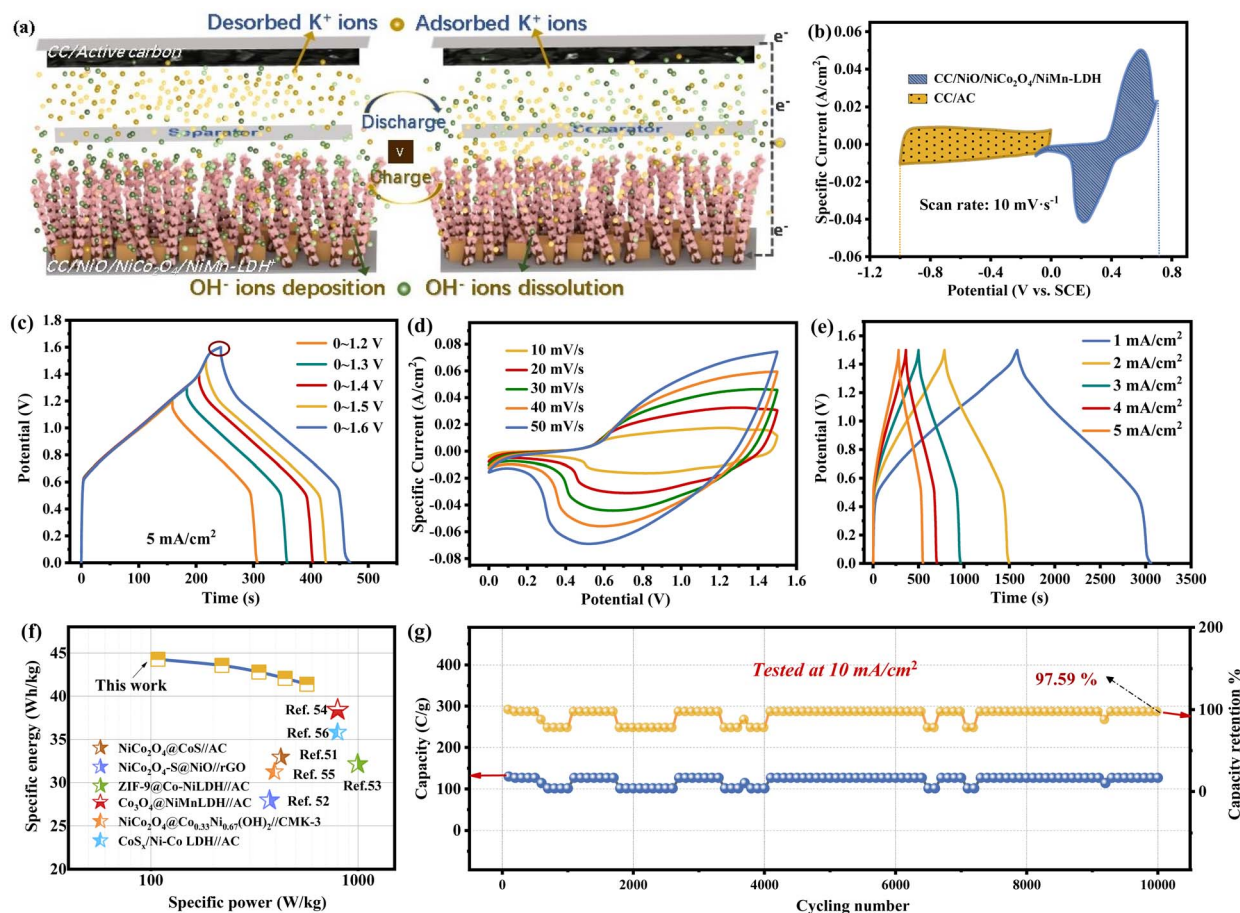 (a)
Desorbed K⁺ ions Adsorbed K⁺ ions
CC/Active carbon
e⁻
e⁻
e⁻
Discharge
Separator
Separator
V
Charge
CC/NiO/NiCo₂O₄/NiMn-LDH
OH⁻ ions deposition OH⁻ ions dissolution
(b)
Specific Current (A/cm²)
0.06
0.04
0.02
0.00
-0.02
-0.04
-0.06
CC/NiO/NiCo₂O₄/NiMn-LDH
CC/AC
Scan rate: 10 mV·s⁻¹
-1.2 -0.8 -0.4 0.0 0.4 0.8
Potential (V vs. SCE)
(c)
Potential (V)
1.8
1.6
1.4
1.2
1.0
0.8
0.6
0.4
0.2
0.0
0~1.2 V
0~1.3 V
0~1.4 V
0~1.5 V
0~1.6 V
5 mA/cm²
0 100 200 300 400 500
Time (s)
(d)
Specific Current (A/cm²)
0.08
0.06
0.04
0.02
0.00
-0.02
-0.04
-0.06
-0.08
10 mV/s
20 mV/s
30 mV/s
40 mV/s
50 mV/s
0.0 0.2 0.4 0.6 0.8 1.0 1.2 1.4 1.6
Potential (V)
(e)
Potential (V)
1.6
1.4
1.2
1.0
0.8
0.6
0.4
0.2
0.0
1 mA/cm²
2 mA/cm²
3 mA/cm²
4 mA/cm²
5 mA/cm²
0 500 1000 1500 2000 2500 3000 3500
Time (s)
(f)
Specific energy (Wh/kg)
45
40
35
30
25
20
This work
Ref. 54
Ref. 56
Ref.51
Ref. 55
Ref.53
Ref. 52
NiCo₂O₄@CoS//AC
NiCo₂O₄-S@NiO//rGO
ZIF-9@Co-NiLDH//AC
Co₃O₄@NiMnLDH//AC
NiCo₂O₄@Co₀.₃₃Ni₀.₆₇(OH)₂//CMK-3
CoSₓ/Ni-Co LDH//AC
100 1000
Specific power (W/kg)
(g)
Capacity (C/g)
400
300
200
100
0
Tested at 10 mA/cm²
97.59 %
200
100
0
Capacity retention %
0 2000 4000 6000 8000 10000
Cycling number